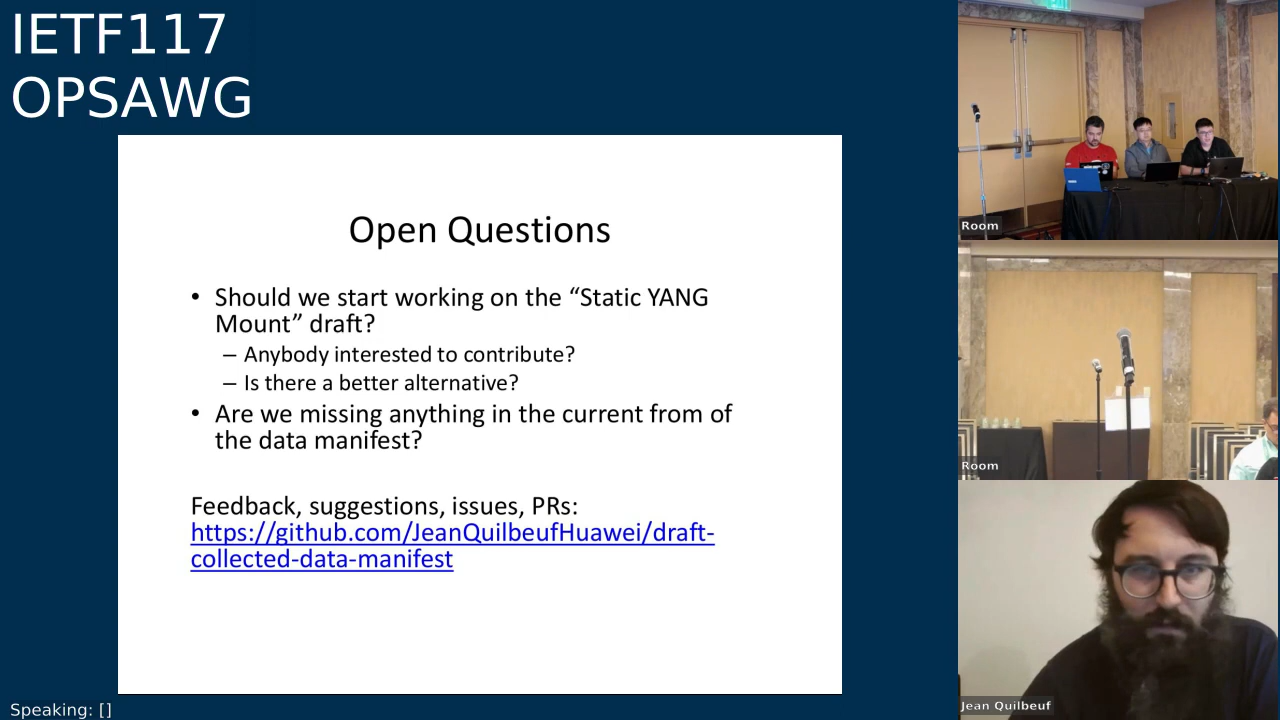 IETF117
OPSAWG
Open Questions
• Should we start working on the “Static YANG
Mount” draft?
– Anybody interested to contribute?
– Is there a better alternative?
• Are we missing anything in the current from of
the data manifest?
Feedback, suggestions, issues, PRs:
https://github.com/JeanQuilbeufHuawei/draft-
collected-data-manifest
Room
Room
Jean Quilbeuf
Speaking: []